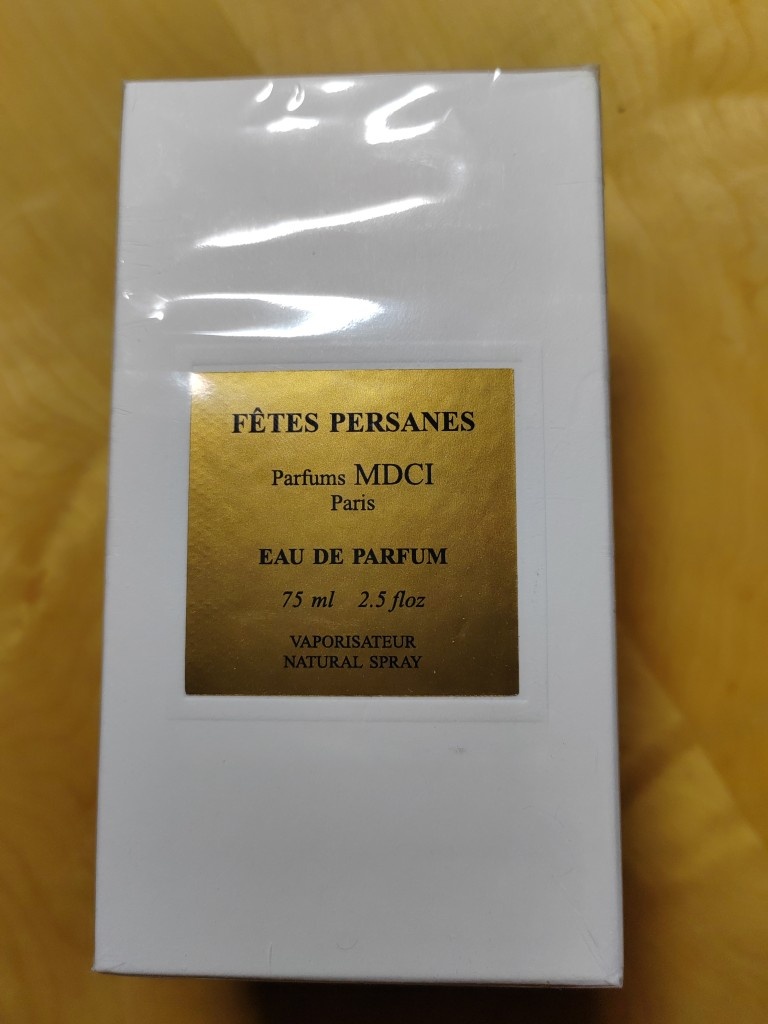 FÊTES PERSANES
Parfums MDCI
Paris
EAU DE PARFUM
75 ml 2.5 floz
VAPORISATEUR
NATURAL SPRAY